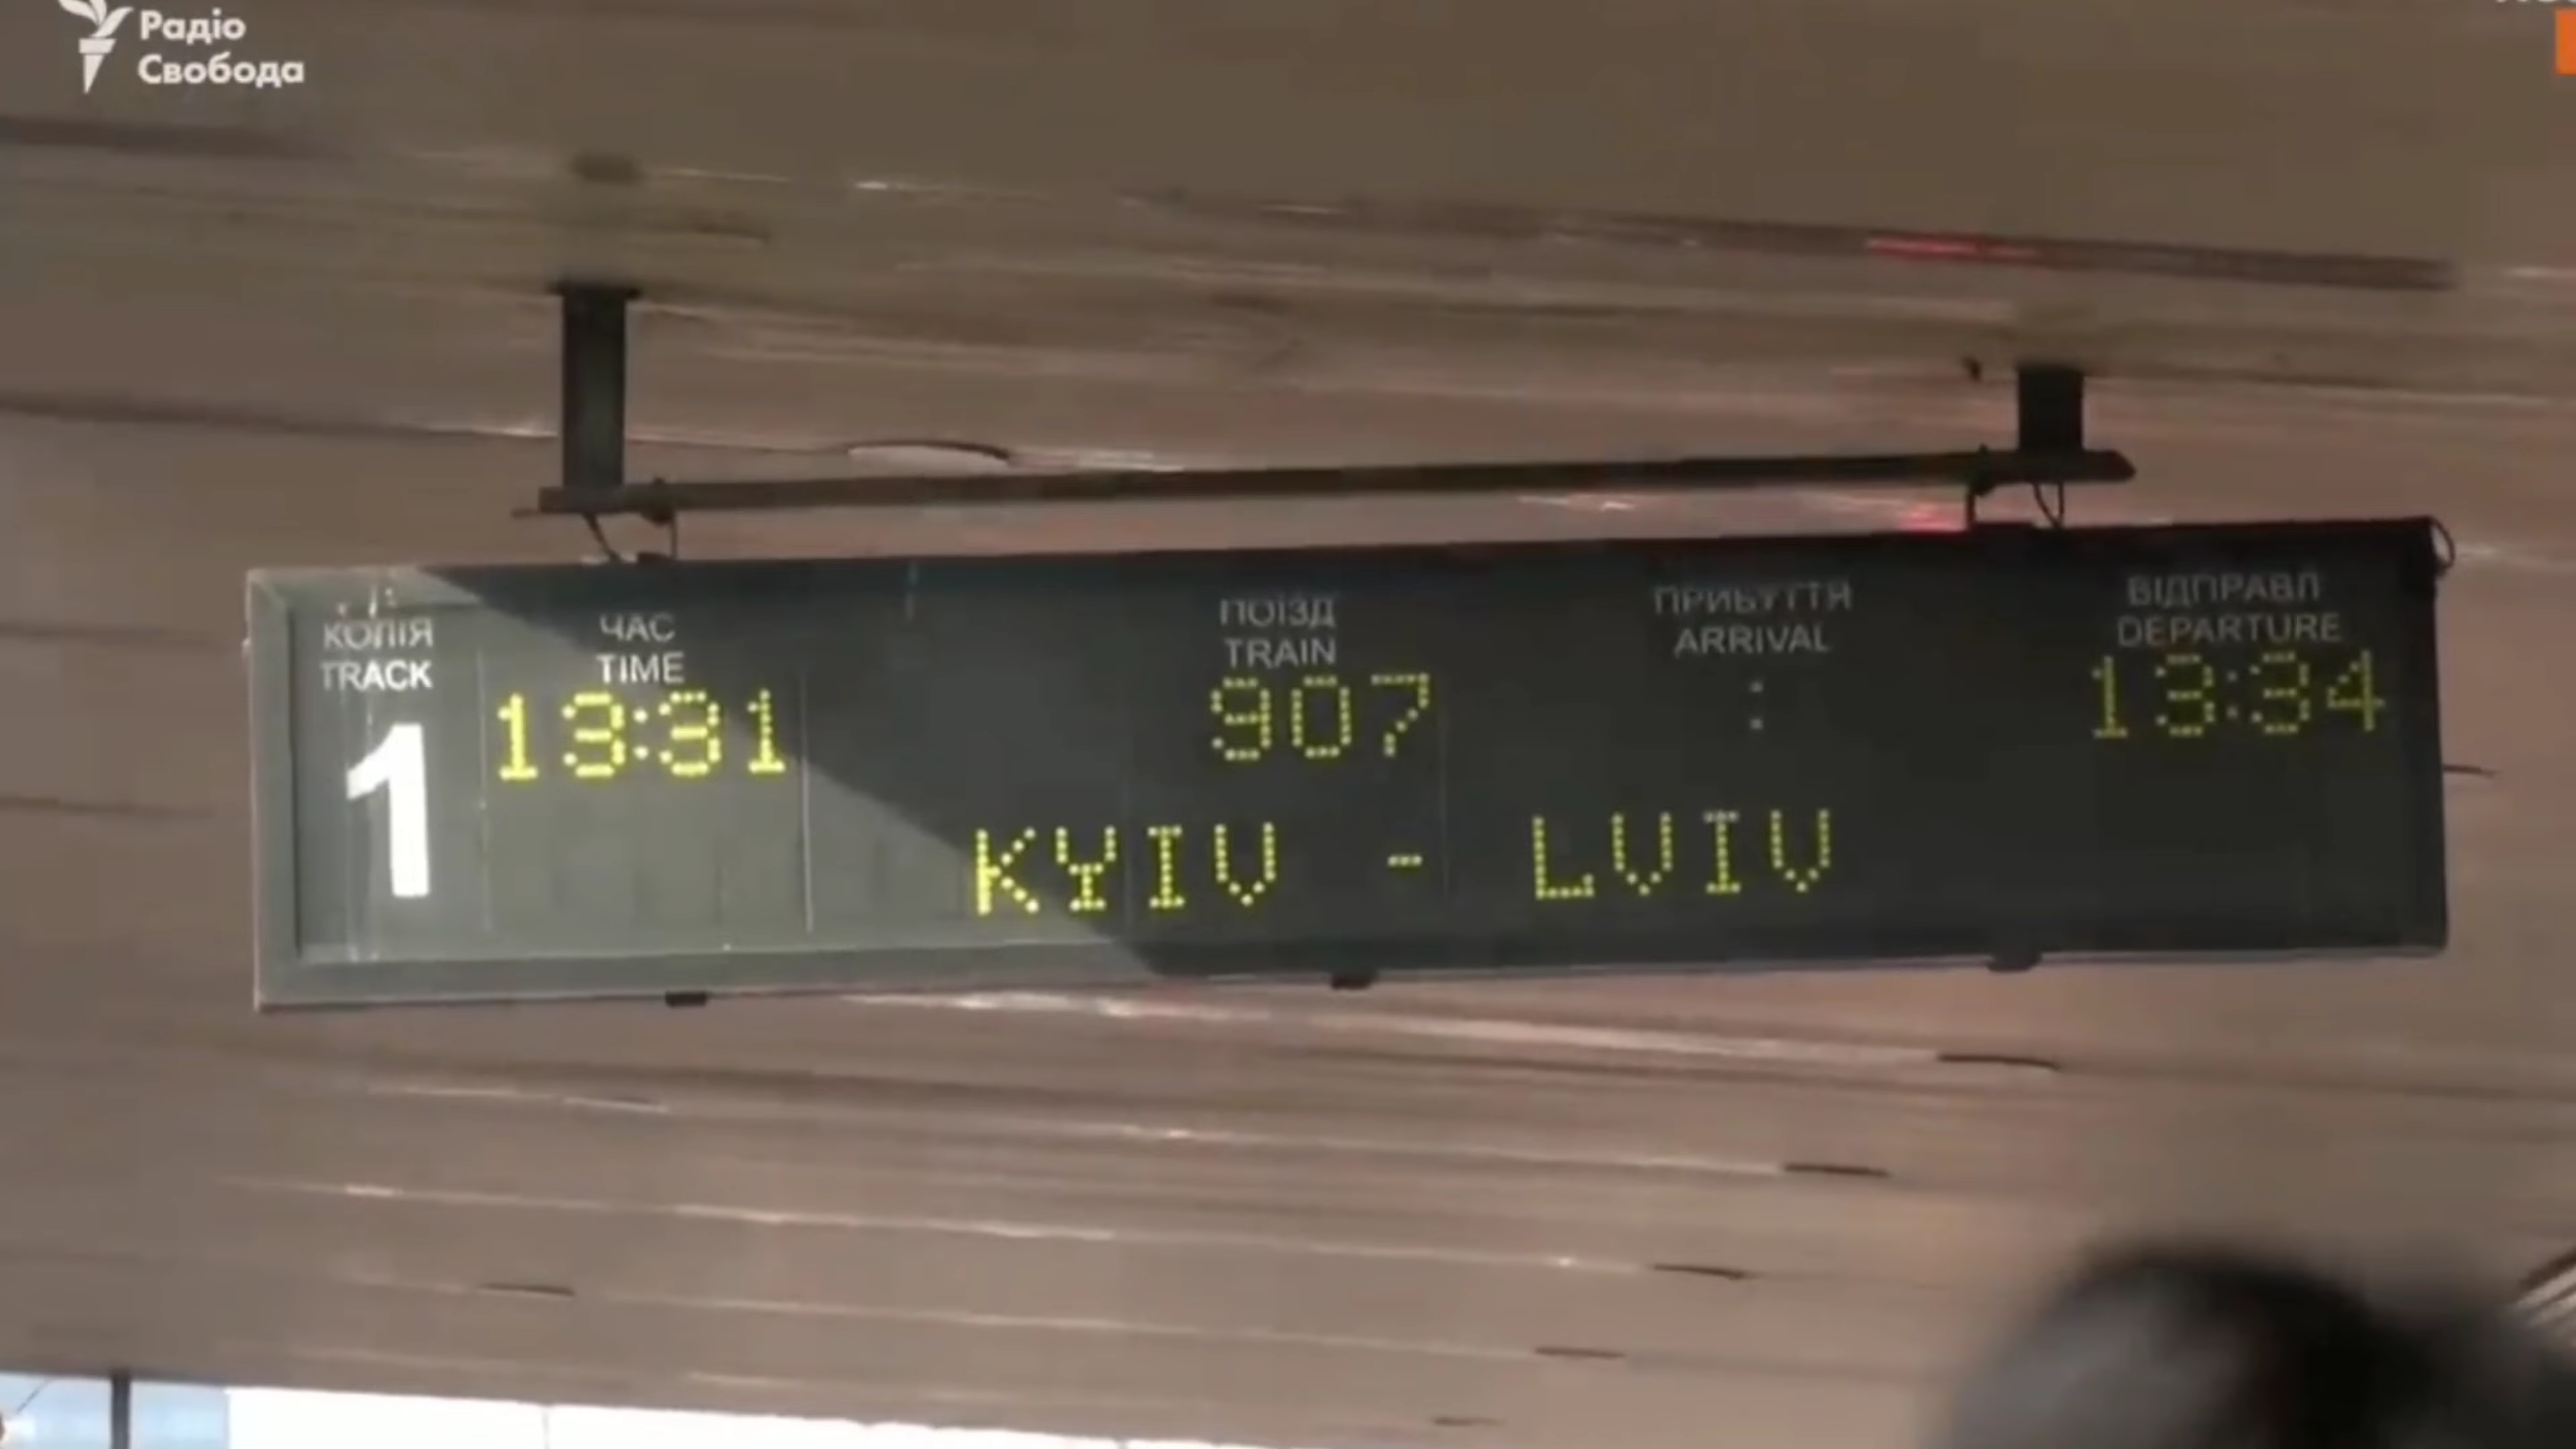 Радіо
Свобода
КОЛІЯ
TRACK
1
ЧАС
TIME
13:31
ПОЇЗД
TRAIN
907
ПРИБУТТЯ
ARRIVAL
:
ВІДПРАВЛ
DEPARTURE
13:34
KYIV - LVIV